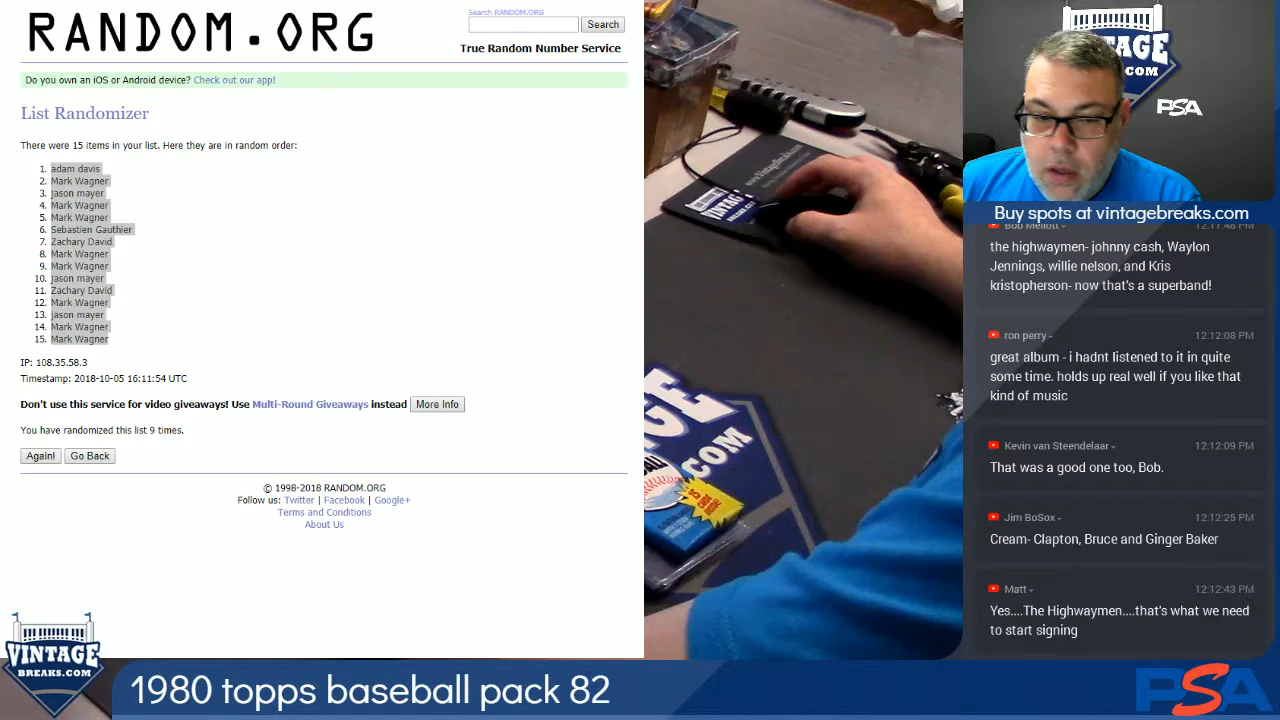 RANDOM.ORG
Search RANDOM.ORG
Search
True Random Number Service
Do you own an iOS or Android device? Check out our app!
List Randomizer
There were 15 items in your list. Here they are in random order:
1. adam davis
2. Mark Wagner
3. jason mayer
4. Mark Wagner
5. Mark Wagner
6. Sebastien Gauthier
7. Zachary David
8. Mark Wagner
9. Mark Wagner
10. jason mayer
11. Zachary David
12. Mark Wagner
13. jason mayer
14. Mark Wagner
15. Mark Wagner
IP: 108.35.58.3
Timestamp: 2018-10-05 16:11:54 UTC
Don't use this service for video giveaways! Use Multi-Round Giveaways instead More Info
You have randomized this list 9 times.
Again! Go Back
© 1998-2018 RANDOM.ORG
Follow us: Twitter | Facebook | Google+
Terms and Conditions
About Us
VINTAGE
BREAKS.COM
1980 topps baseball pack 82
VINTAGE
BREAKS
.COM
PSA
Buy spots at vintagebreaks.com
Bob Mellott 12:11:48 PM
the highwaymen- johnny cash, Waylon
Jennings, willie nelson, and Kris
kristopherson- now that's a superband!
ron perry 12:12:08 PM
great album - i hadnt listened to it in quite
some time. holds up real well if you like that
kind of music
Kevin van Steendelaar 12:12:09 PM
That was a good one too, Bob.
Jim BoSox 12:12:25 PM
Cream- Clapton, Bruce and Ginger Baker
Matt 12:12:43 PM
Yes....The Highwaymen....that's what we need
to start signing
PSA